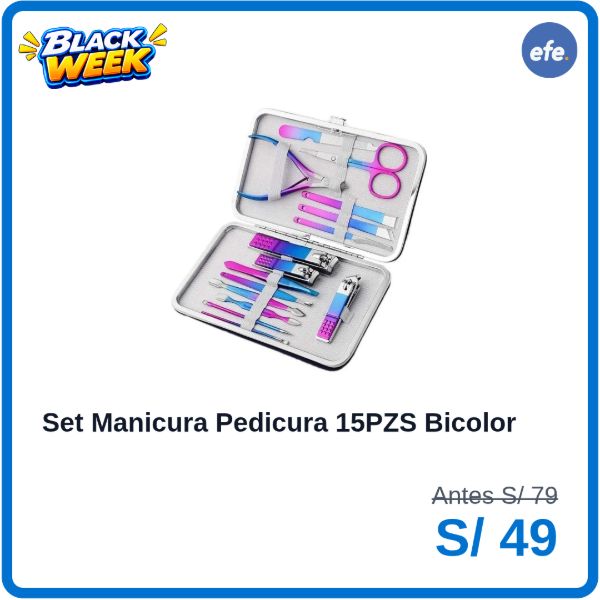 BLACK
WEEK
efe.
Set Manicura Pedicura 15PZS Bicolor
Antes S/ 79
S/ 49